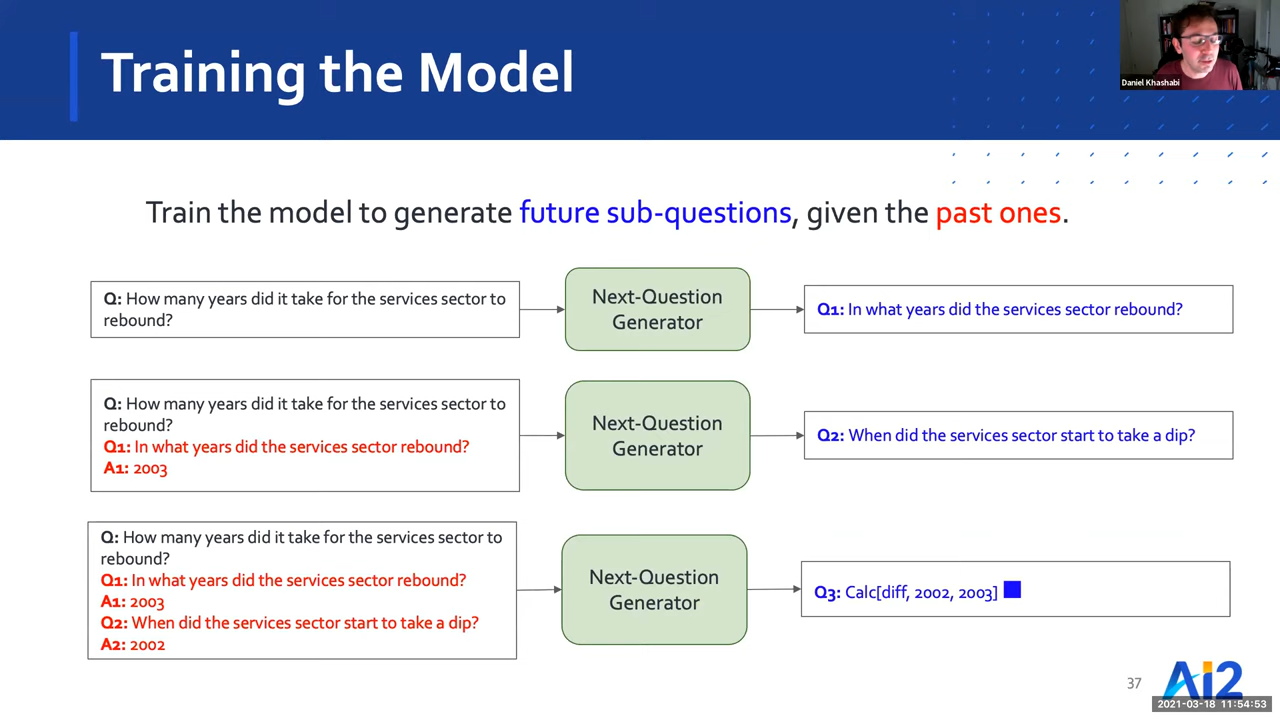 Training the Model
Daniel Khashabi
Train the model to generate future sub-questions, given the past ones.
Q: How many years did it take for the services sector to
rebound?
Next-Question
Generator
Q1: In what years did the services sector rebound?
Q: How many years did it take for the services sector to
rebound?
Q1: In what years did the services sector rebound?
A1: 2003
Next-Question
Generator
Q2: When did the services sector start to take a dip?
Q: How many years did it take for the services sector to
rebound?
Q1: In what years did the services sector rebound?
A1: 2003
Q2: When did the services sector start to take a dip?
A2: 2002
Next-Question
Generator
Q3: Calc[diff, 2002, 2003]
37
AI2
2021-03-18 11:54:53